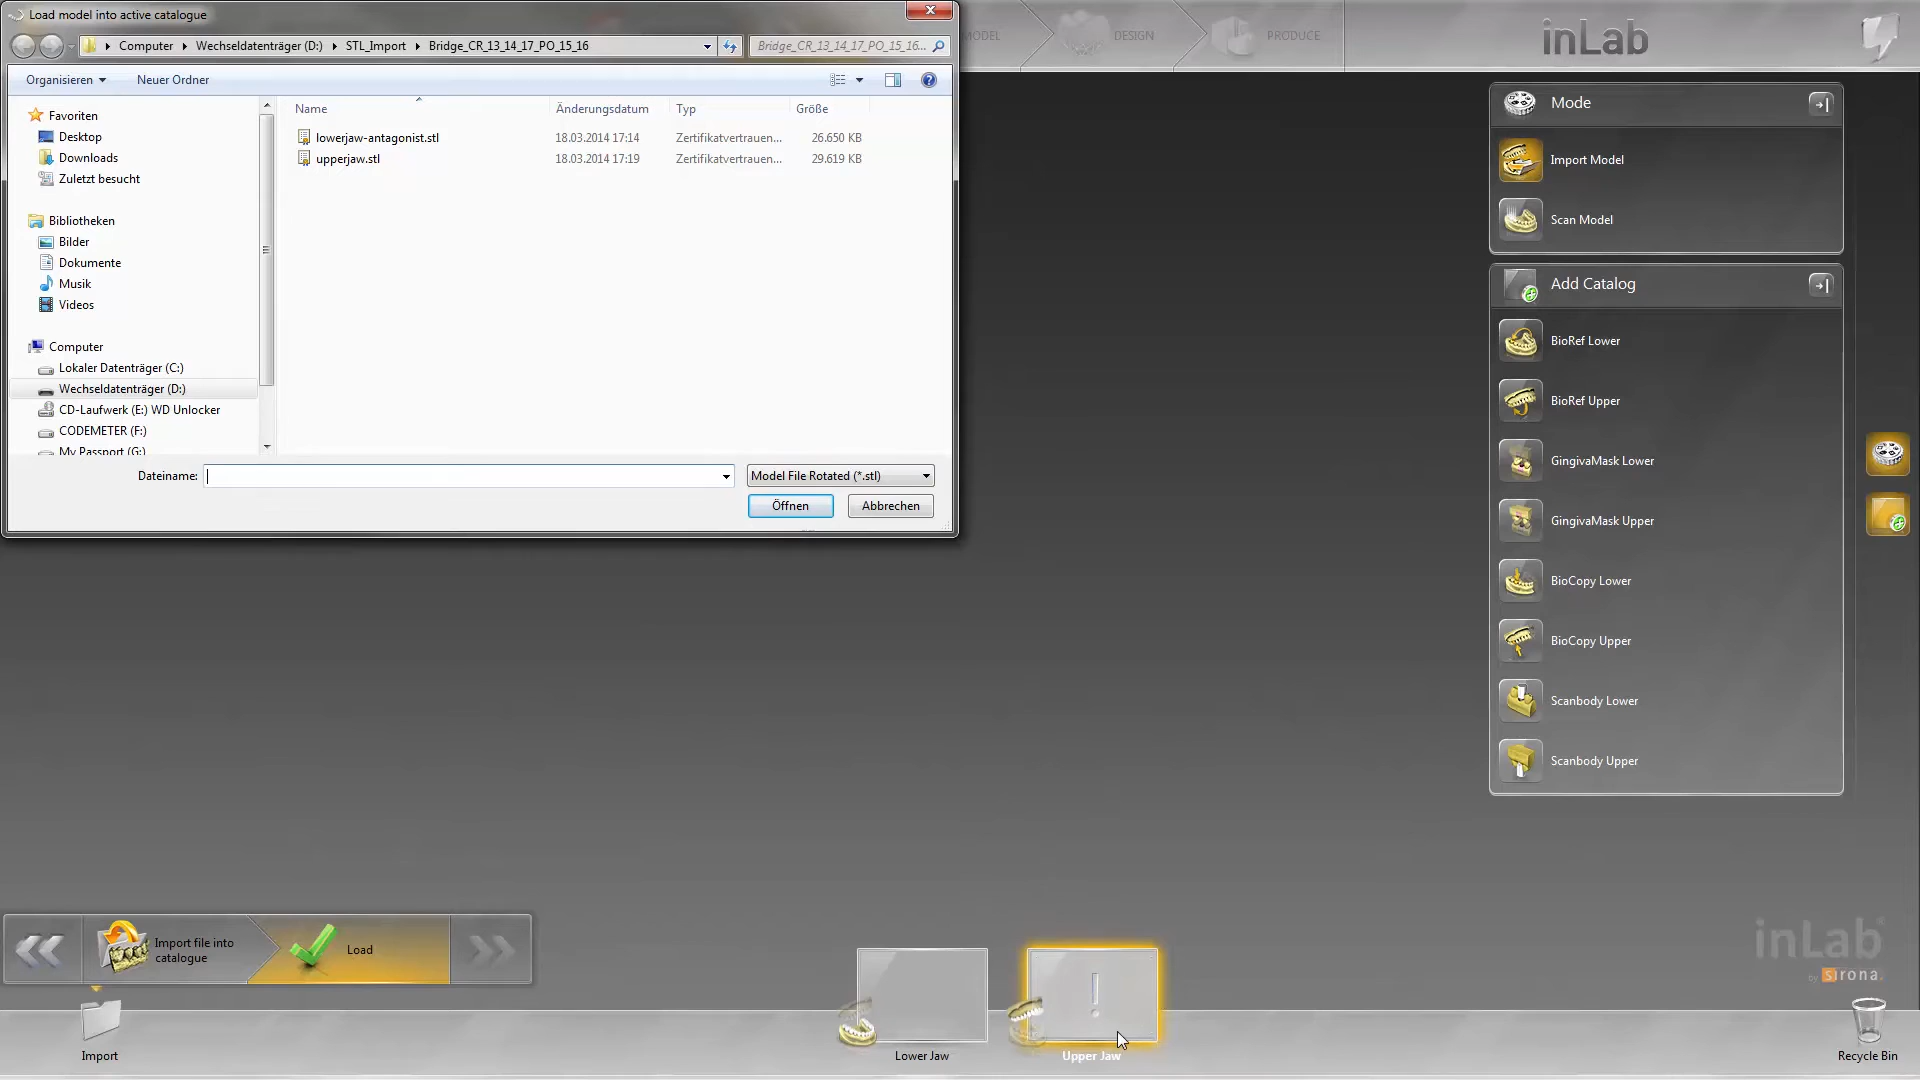 Load model into active catalogue
Computer
Wechseldatenträger (D:)
STL_Import
Bridge_CR_13_14_17_PO_15_16
Bridge_CR_13_14_17_PO_15_16...
Organisieren
Neuer Ordner
Favoriten
Desktop
Downloads
Zuletzt besucht
Bibliotheken
Bilder
Dokumente
Musik
Videos
Computer
Lokaler Datenträger (C:)
Wechseldatenträger (D:)
CD-Laufwerk (E:) WD Unlocker
CODEMETER (F:)
My Passport (G:)
Name
Änderungsdatum
Typ
Größe
lowerjaw-antagonist.stl
18.03.2014 17:14
Zertifikatvertrauen...
26.650 KB
upperjaw.stl
18.03.2014 17:19
Zertifikatvertrauen...
29.619 KB
Dateiname:
Model File Rotated (*.stl)
Öffnen
Abbrechen
DESIGN
PRODUCE
inLab
Mode
Import Model
Scan Model
Add Catalog
BioRef Lower
BioRef Upper
GingivaMask Lower
GingivaMask Upper
BioCopy Lower
BioCopy Upper
Scanbody Lower
Scanbody Upper
Import file into
catalogue
Load
inLab
by sirona.
Import
Lower Jaw
Upper Jaw
Recycle Bin